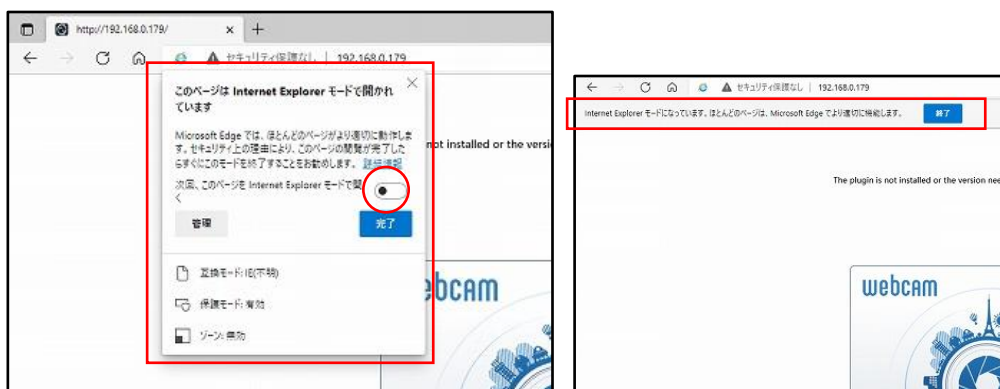 http://192.168.0.179/
セキュリティ保護なし | 192.168.0.179
このページは Internet Explorer モードで開かれ
ています
Microsoft Edge では、ほとんどのページがより適切に動作しま
す。セキュリティ上の理由により、このページの閲覧が完了した
らすぐにこのモードを終了することをお勧めします。 詳細情報
次回、このページを Internet Explorer モードで開
く
管理
完了
互換モード: IE(不明)
保護モード: 有効
ゾーン: 無効
not installed or the versi
ebcam
セキュリティ保護なし | 192.168.0.179
Internet Explorer モードになっています。ほとんどのページは、Microsoft Edge でより適切に機能します。
終了
The plugin is not installed or the version nee
webcam